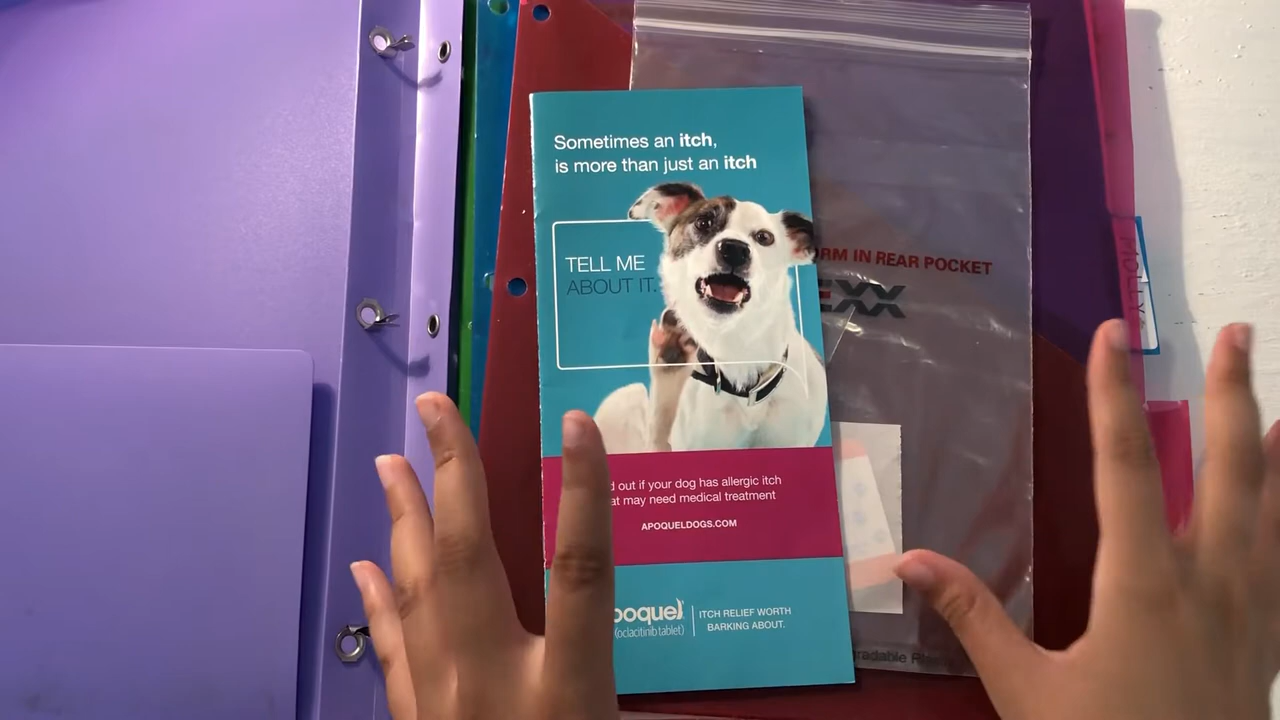 Sometimes an itch,
is more than just an itch
TELL ME
ABOUT IT.
ORM IN REAR POCKET
EXX
MOLLY
d out if your dog has allergic itch
at may need medical treatment
APOQUELDOGS.COM
poquel
(oclacitinib tablet)
ITCH RELIEF WORTH
BARKING ABOUT.
radable